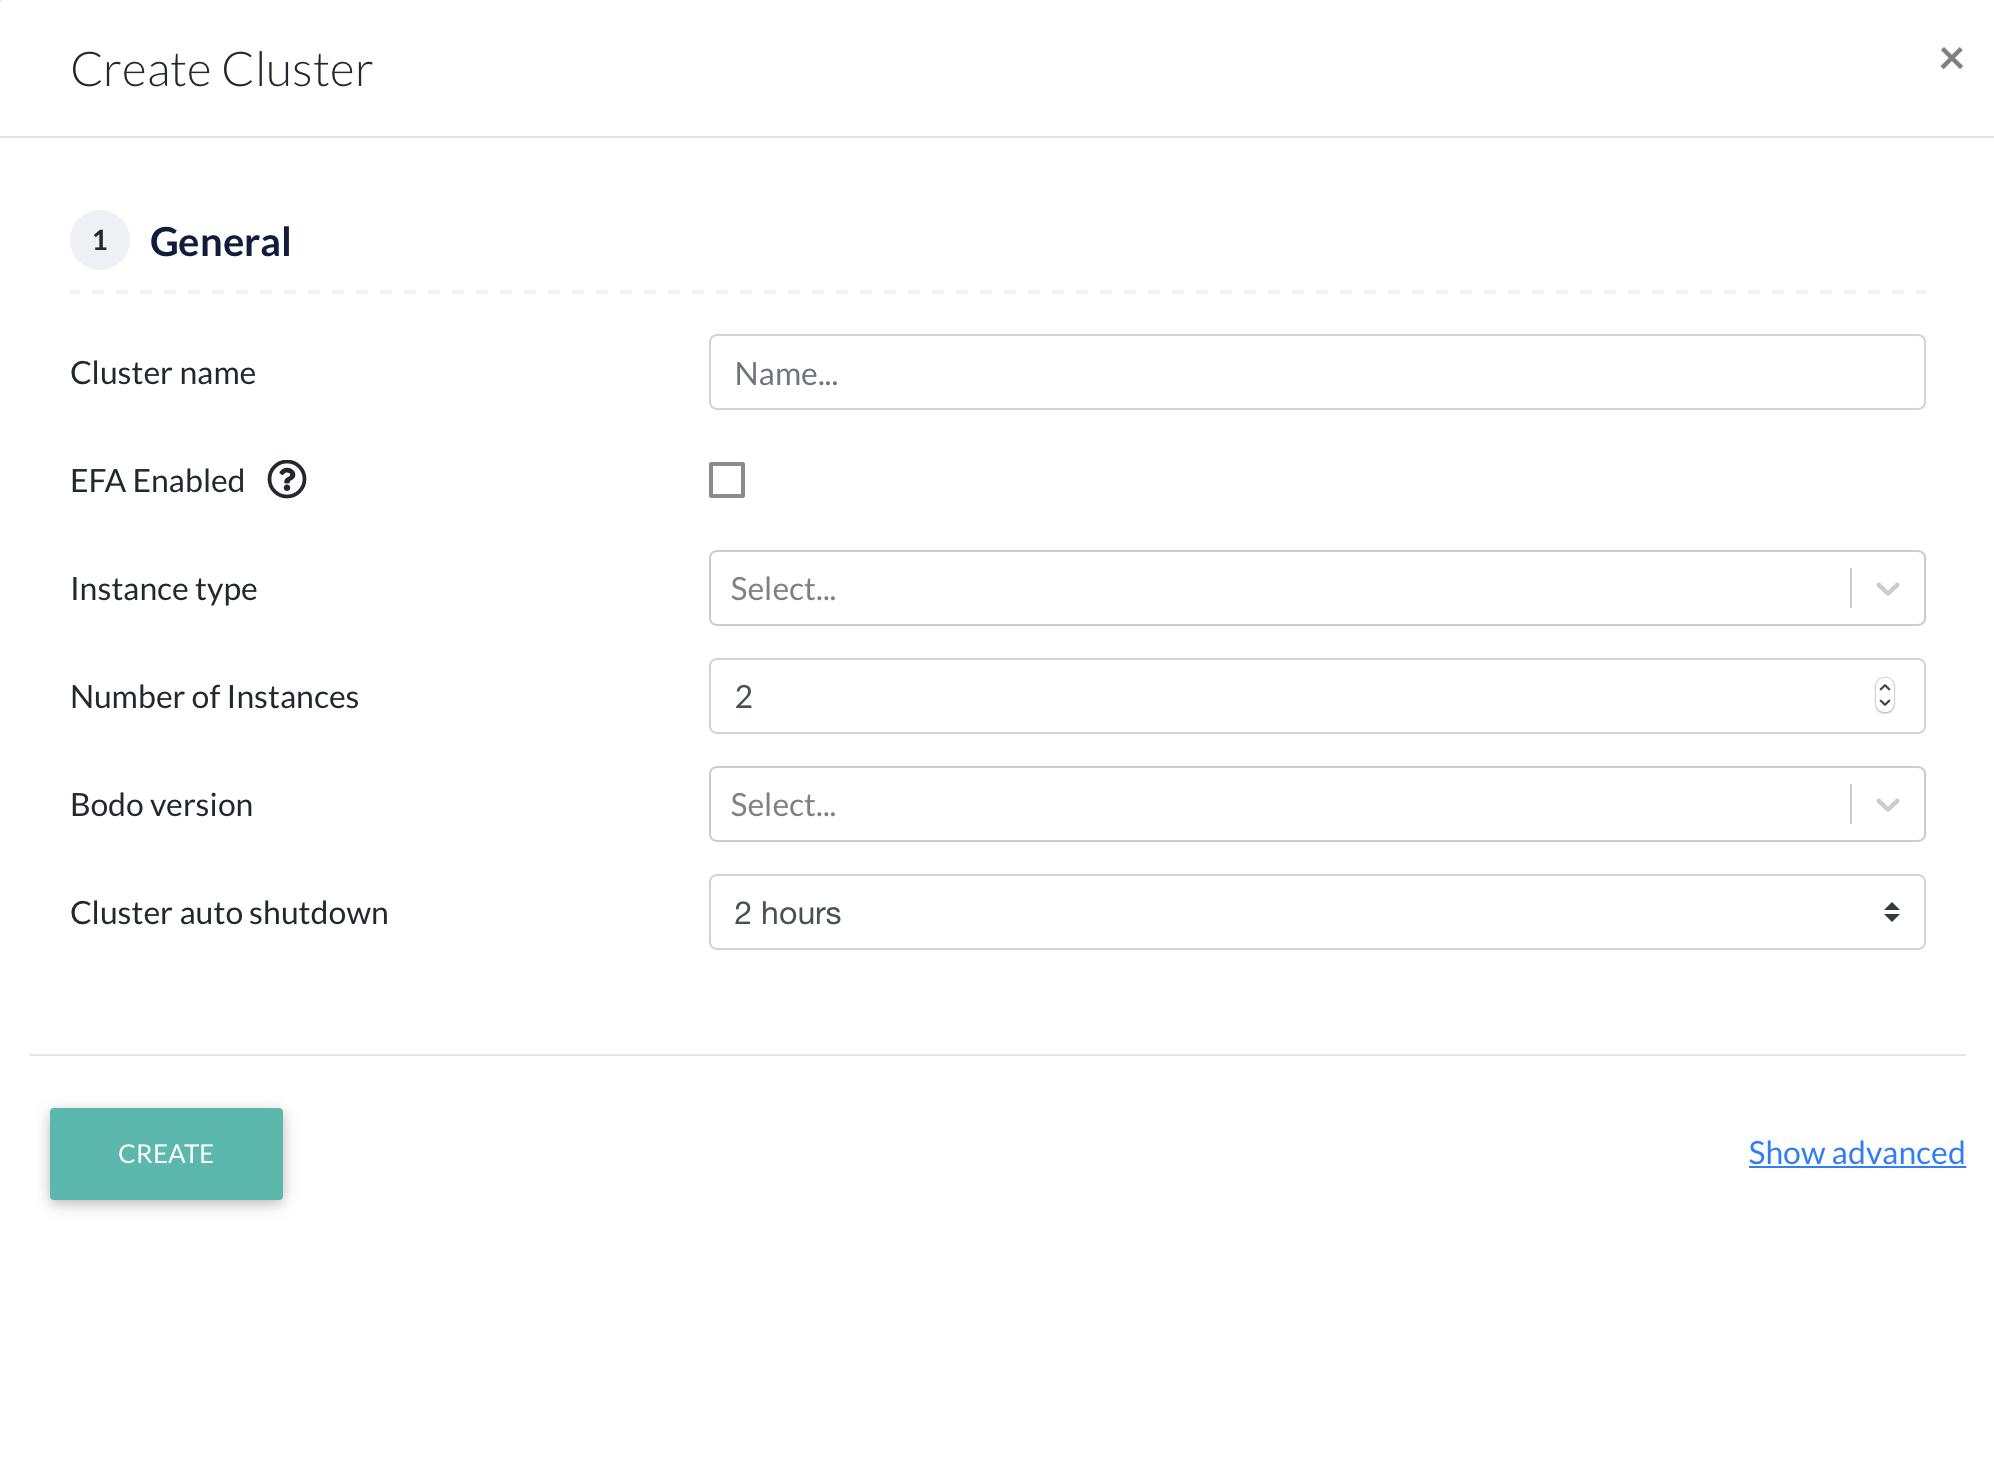 Create Cluster
1 General
Cluster name Name...
EFA Enabled ?
Instance type Select...
Number of Instances 2
Bodo version Select...
Cluster auto shutdown 2 hours
CREATE Show advanced